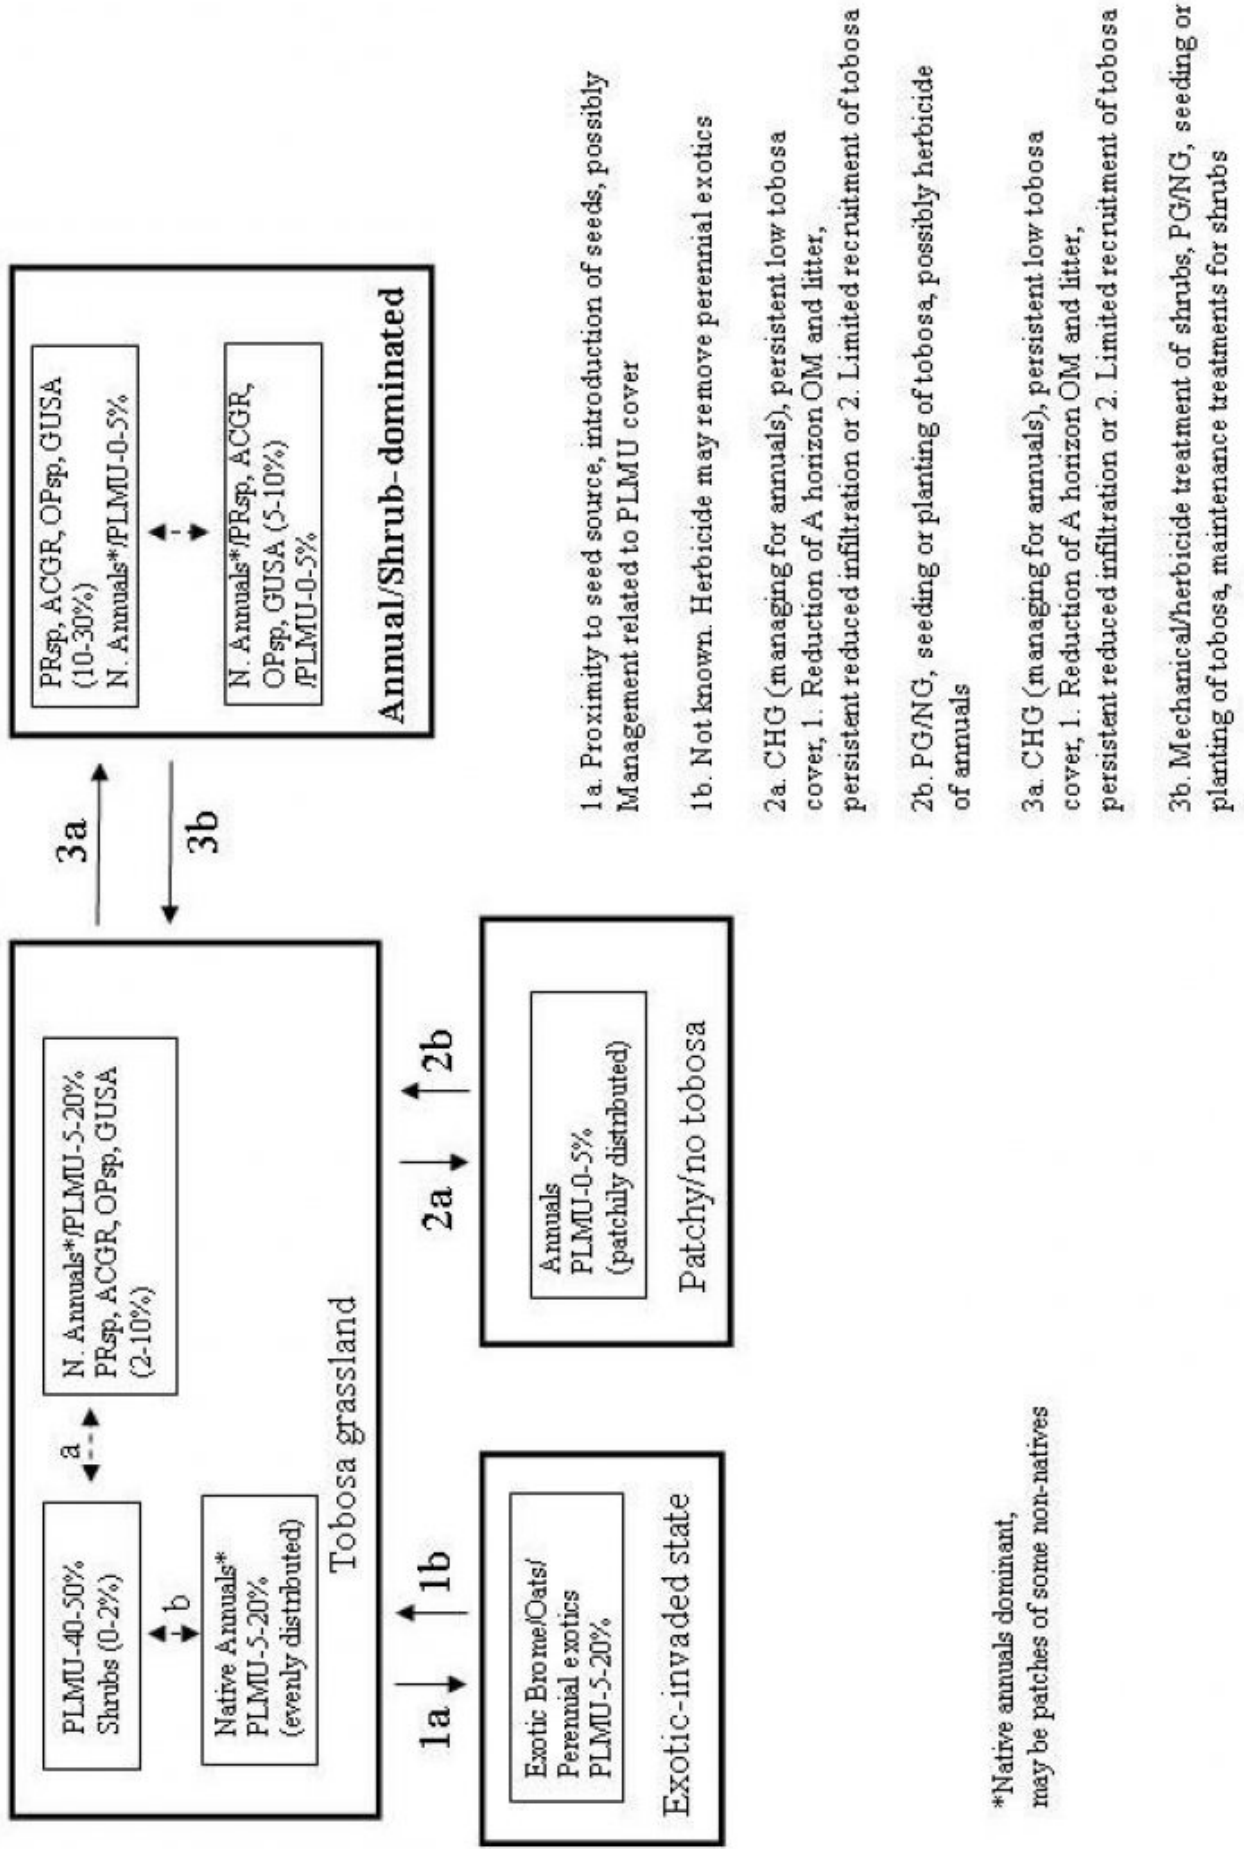 PLMU-40-50%
Shrubs (0-2%)
a
b
N. Annuals*/PLMU-5-20%
PRsp, ACGR, OPsp, GUSA
(2-10%)
Native Annuals*
PLMU-5-20%
(evenly distributed)
Tobosa grassland
3a
3b
PRsp, ACGR, OPsp, GUSA
(10-30%)
N. Annuals*/PLMU-0-5%
N. Annuals*/PRsp, ACGR,
OPsp, GUSA (5-10%)
/PLMU-0-5%
Annual/Shrub-dominated
1a
1b
2a
2b
Exotic Brome/Oats/
Perennial exotics
PLMU-5-20%
Exotic-invaded state
Annuals
PLMU-0-5%
(patchily distributed)
Patchy/no tobosa
1a. Proximity to seed source, introduction of seeds, possibly
Management related to PLMU cover
1b. Not known. Herbicide may remove perennial exotics
2a. CHG (managing for annuals), persistent low tobosa
cover, 1. Reduction of A horizon OM and litter,
persistent reduced infiltration or 2. Limited recruitment of tobosa
2b. PG/NG, seeding or planting of tobosa, possibly herbicide
of annuals
3a. CHG (managing for annuals), persistent low tobosa
cover, 1. Reduction of A horizon OM and litter,
persistent reduced infiltration or 2. Limited recruitment of tobosa
3b. Mechanical/herbicide treatment of shrubs, PG/NG, seeding or
planting of tobosa, maintenance treatments for shrubs
*Native annuals dominant,
may be patches of some non-natives